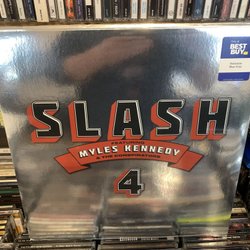 BEST
BUY
SLASH
FEATURING
MYLES KENNEDY
& THE CONSPIRATORS
4